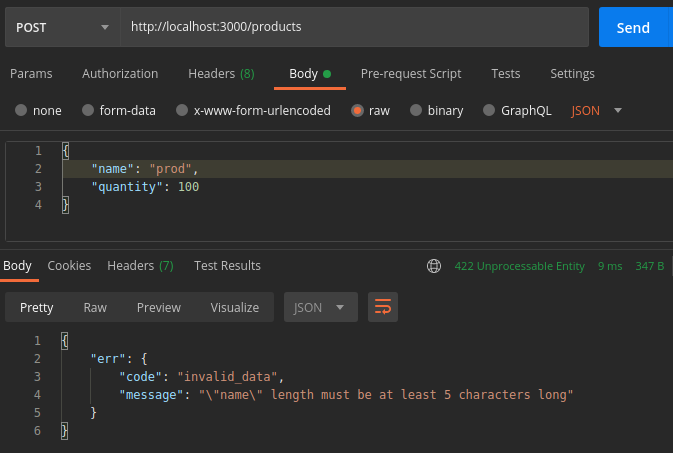 POST http://localhost:3000/products Send
Params Authorization Headers (8) Body Pre-request Script Tests Settings
none form-data x-www-form-urlencoded raw binary GraphQL JSON
1 {
2 "name": "prod",
3 "quantity": 100
4 }
Body Cookies Headers (7) Test Results 422 Unprocessable Entity 9 ms 347 B
Pretty Raw Preview Visualize JSON
1 {
2 "err": {
3 "code": "invalid_data",
4 "message": "\"name\" length must be at least 5 characters long"
5 }
6 }